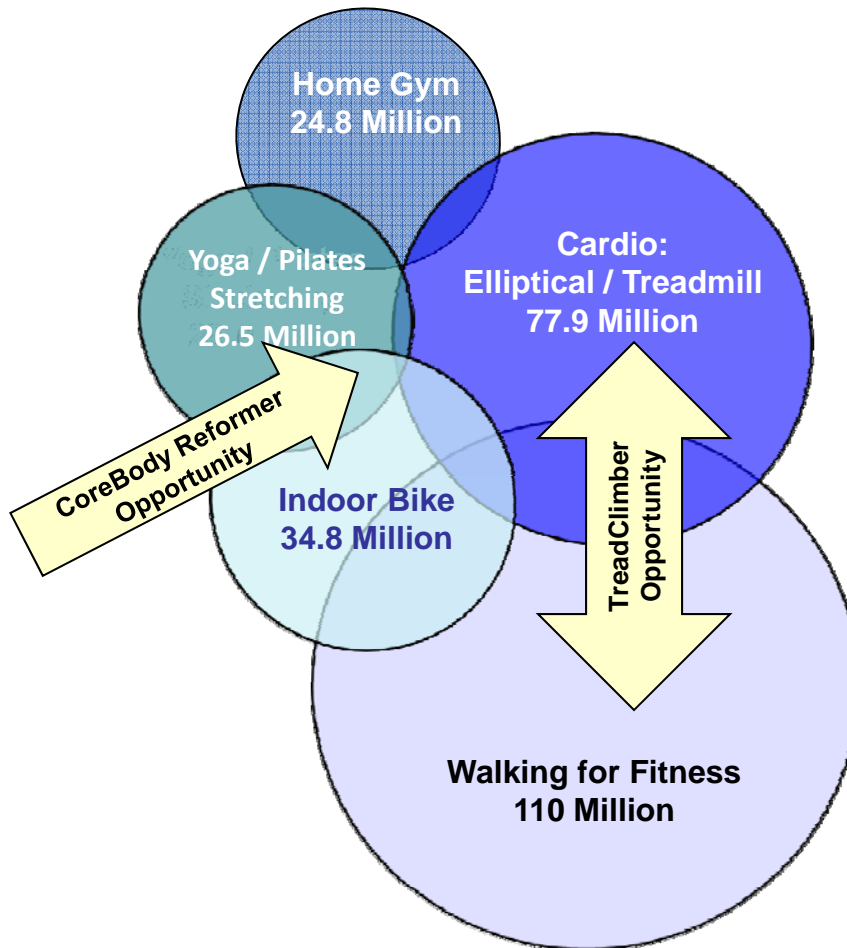 Home Gym
24.8 Million
Cardio:
Elliptical / Treadmill
77.9 Million
Yoga / Pilates
Stretching
26.5 Million
CoreBody Reformer
Opportunity
Indoor Bike
34.8 Million
TreadClimber
Opportunity
Walking for Fitness
110 Million